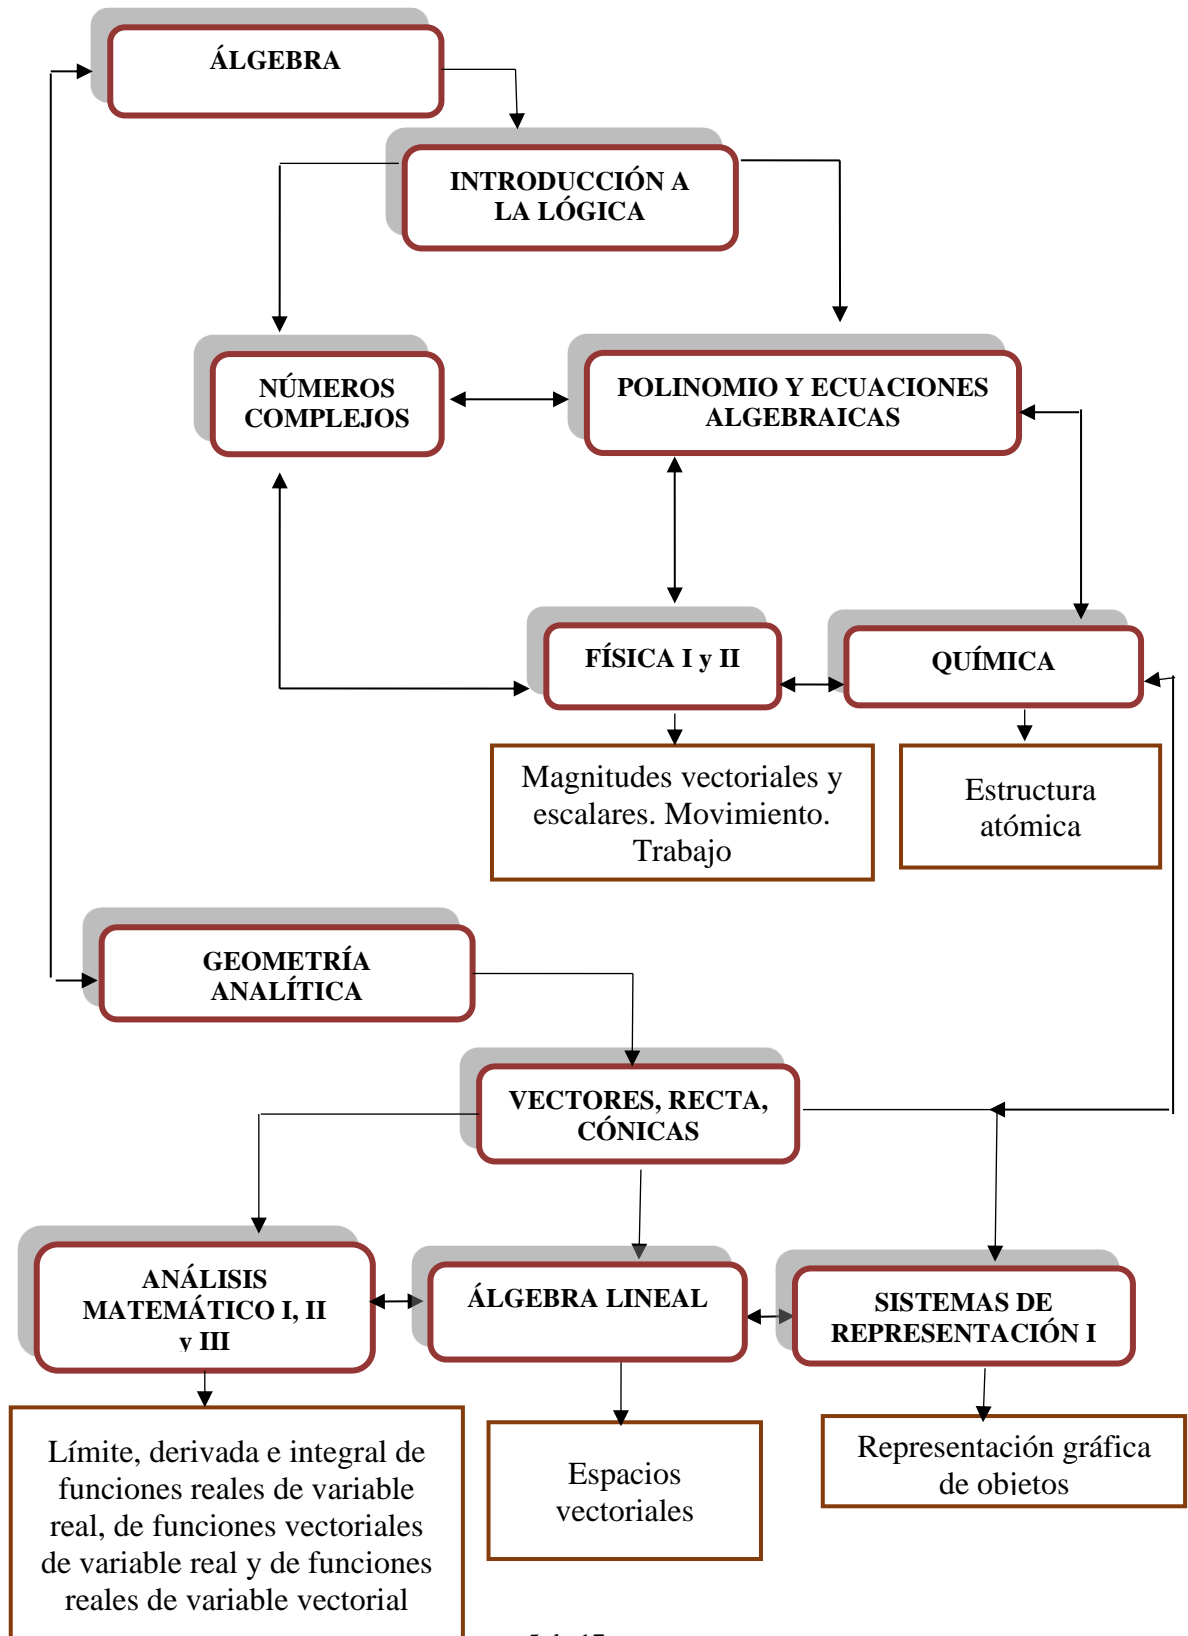 ÁLGEBRA
INTRODUCCIÓN A
LA LÓGICA
NÚMEROS
COMPLEJOS
POLINOMIO Y ECUACIONES
ALGEBRAICAS
FÍSICA I y II
QUÍMICA
Magnitudes vectoriales y
escalares. Movimiento.
Trabajo
Estructura
atómica
GEOMETRÍA
ANALÍTICA
VECTORES, RECTA,
CÓNICAS
ANÁLISIS
MATEMÁTICO I, II
y III
ÁLGEBRA LINEAL
SISTEMAS DE
REPRESENTACIÓN I
Límite, derivada e integral de
funciones reales de variable
real, de funciones vectoriales
de variable real y de funciones
reales de variable vectorial
Espacios
vectoriales
Representación gráfica
de objetos